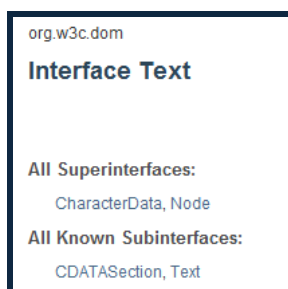 org.w3c.dom
Interface Text
All Superinterfaces:
CharacterData, Node
All Known Subinterfaces:
CDATASection, Text